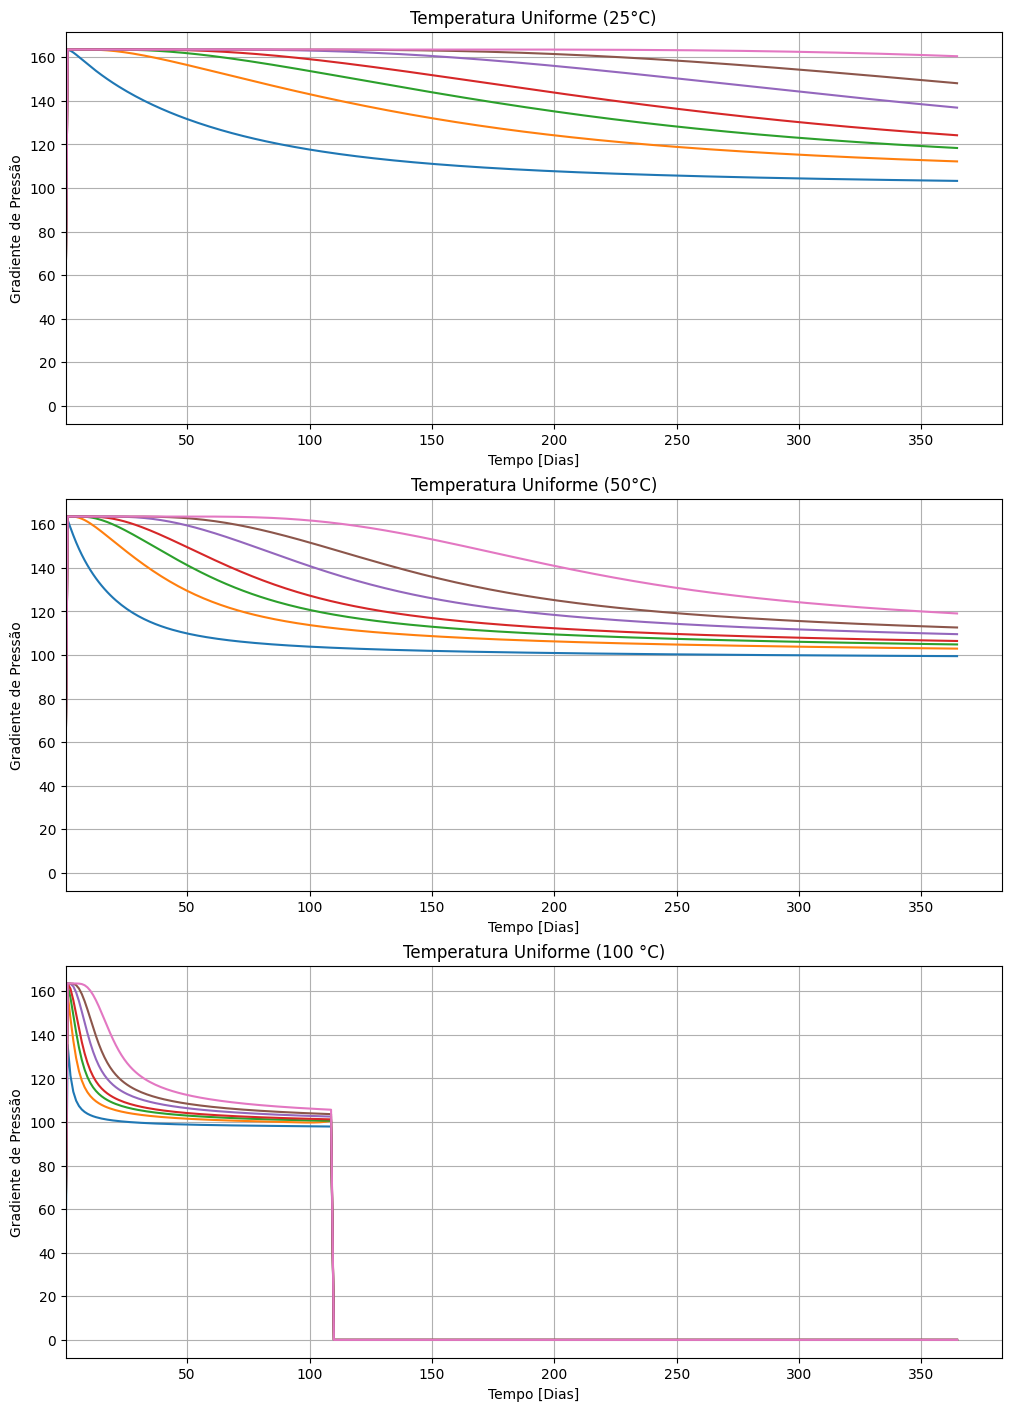 Temperatura Uniforme (25°C)
Gradiente de Pressão
160
140
120
100
80
60
40
20
0
50 100 150 200 250 300 350
Tempo [Dias]
Temperatura Uniforme (50°C)
Gradiente de Pressão
160
140
120
100
80
60
40
20
0
50 100 150 200 250 300 350
Tempo [Dias]
Temperatura Uniforme (100 °C)
Gradiente de Pressão
160
140
120
100
80
60
40
20
0
50 100 150 200 250 300 350
Tempo [Dias]